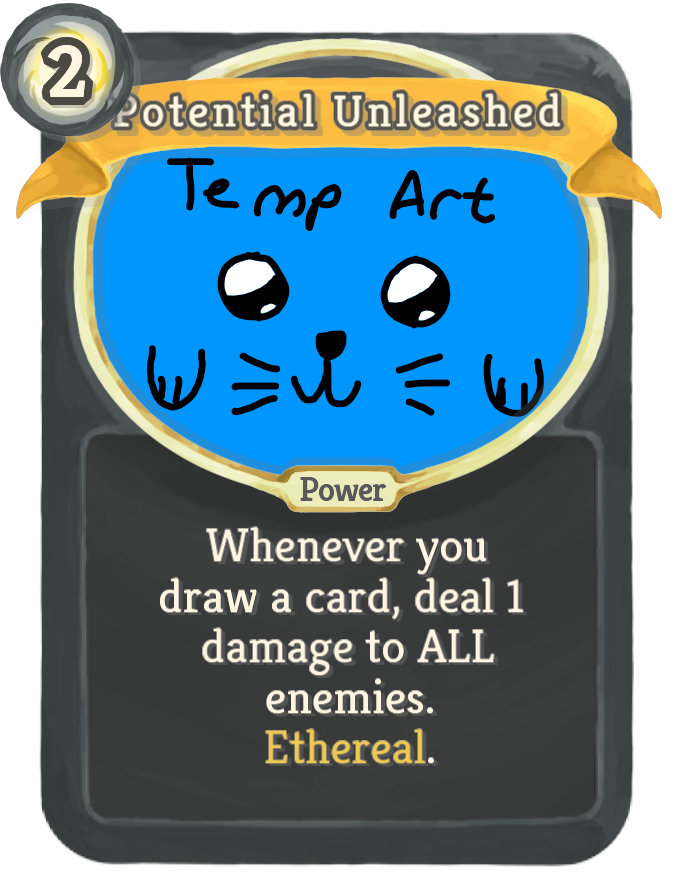 2
Potential Unleashed
Temp Art
Power
Whenever you
draw a card, deal 1
damage to ALL
enemies.
Ethereal.